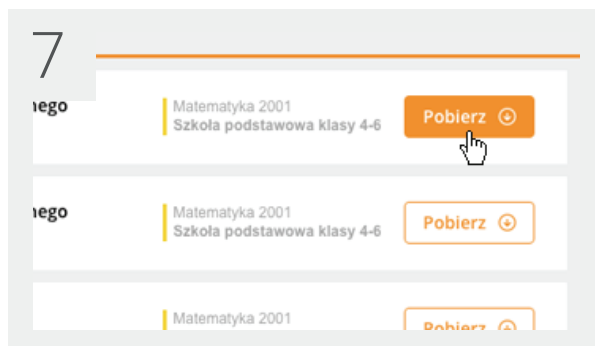 7
nego
Matematyka 2001
Szkoła podstawowa klasy 4-6
Pobierz
nego
Matematyka 2001
Szkoła podstawowa klasy 4-6
Pobierz
Matematyka 2001
Pobierz